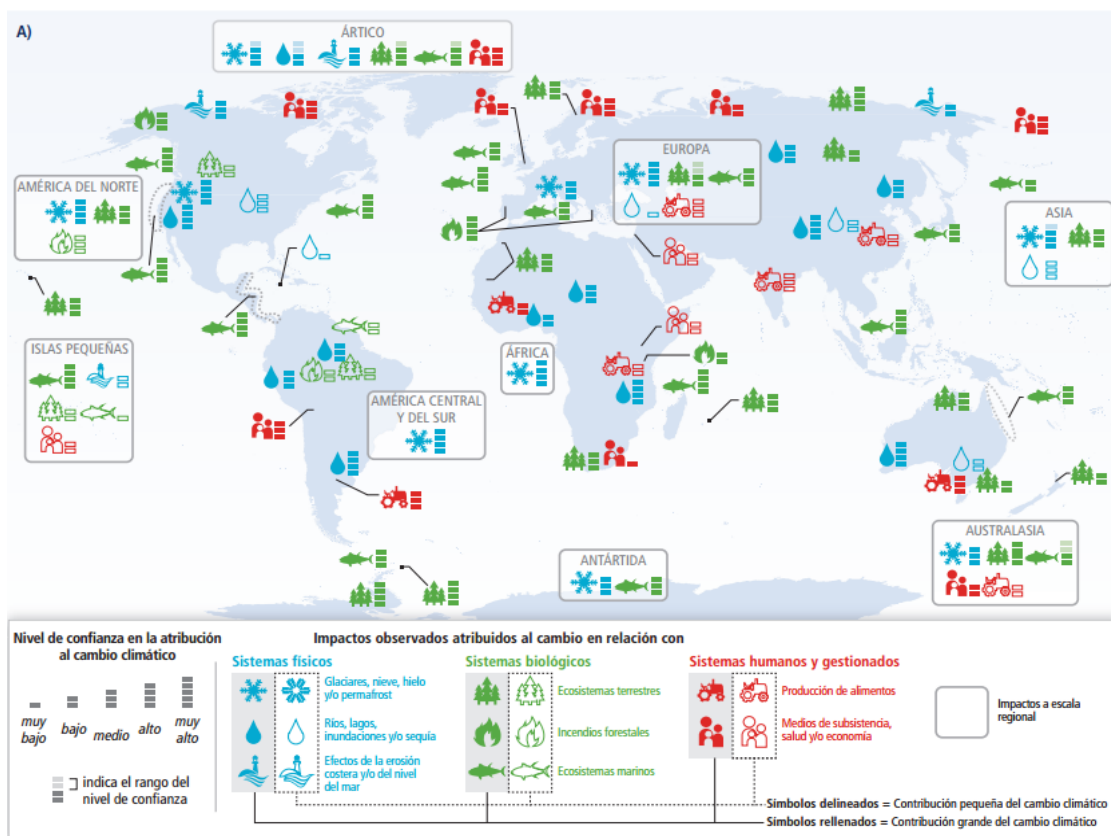 A)
ÁRTICO
EUROPA
AMÉRICA DEL NORTE
ASIA
ISLAS PEQUEÑAS
ÁFRICA
AMÉRICA CENTRAL
Y DEL SUR
ANTÁRTIDA
AUSTRALASIA
Nivel de confianza en la atribución
al cambio climático
muy
bajo
bajo
medio
alto
muy
alto
indica el rango del
nivel de confianza
Impactos observados atribuidos al cambio en relación con
Sistemas físicos
Glaciares, nieve, hielo
y/o permafrost
Ríos, lagos,
inundaciones y/o sequía
Efectos de la erosión
costera y/o del nivel
del mar
Sistemas biológicos
Ecosistemas terrestres
Incendios forestales
Ecosistemas marinos
Sistemas humanos y gestionados
Producción de alimentos
Medios de subsistencia,
salud y/o economía
Impactos a escala
regional
Símbolos delineados = Contribución pequeña del cambio climático
Símbolos rellenados = Contribución grande del cambio climático